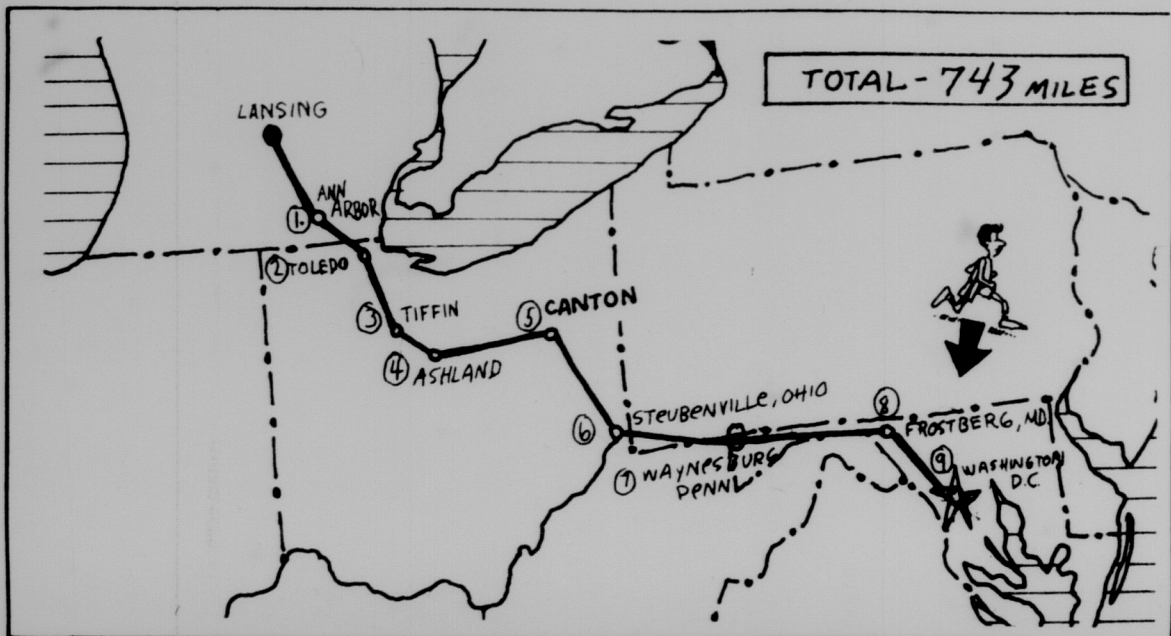 TOTAL - 743 MILES
LANSING
1. ANN
ARBOR
2 TOLEDO
3 TIFFIN
4 ASHLAND
5 CANTON
6 STEUBENVILLE, OHIO
7 WAYNESBURG
PENN
8 FROSTBERG, MD.
9 WASHINGTON
D.C.